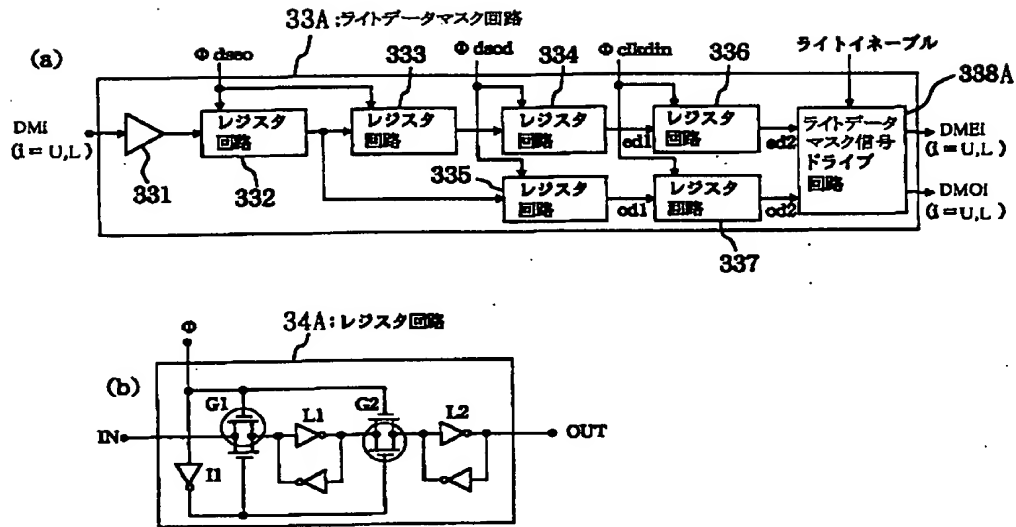 33A:ライトデータマスク回路
(a)
Φ dseo
333
Φ dsod
334
Φ clkdin
336
ライトイネーブル
338A
DMi
(i = U,L)
331
レジスタ
回路
332
レジスタ
回路
レジスタ
回路
ed1
レジスタ
回路
ed2
ライトデータ
マスク信号
ドライブ
回路
DMEi
(i = U,L)
335
レジスタ
回路
od1
レジスタ
回路
od2
DMOi
(i = U,L)
337
34A:レジスタ回路
(b)
Φ
G1
L1
G2
L2
IN
OUT
I1